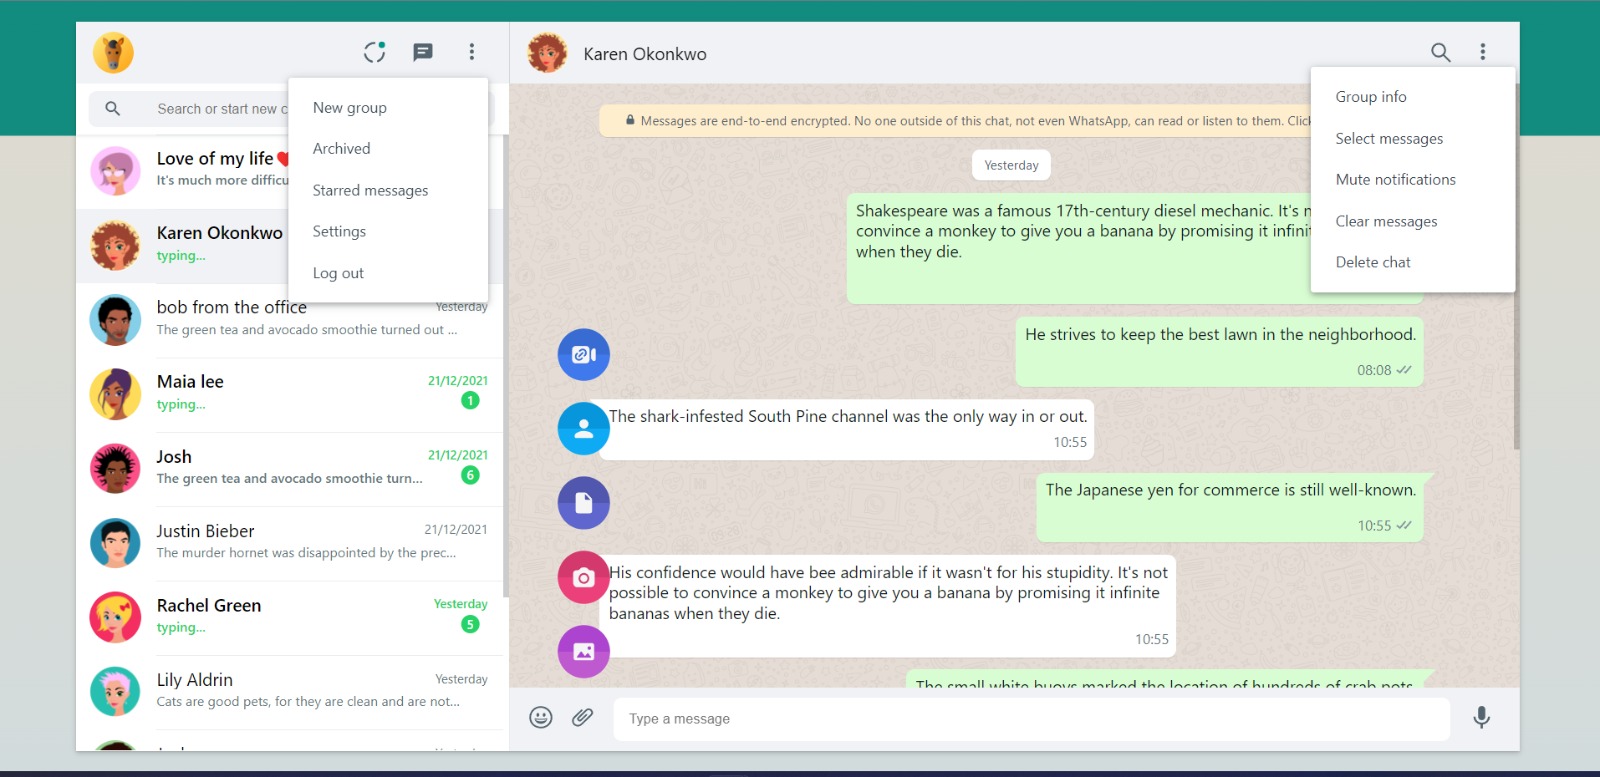 Search or start new c
New group
Archived
Starred messages
Settings
Log out
Love of my life
It's much more difficu
Karen Okonkwo
typing...
bob from the office
Yesterday
The green tea and avocado smoothie turned out ...
Maia lee
21/12/2021
typing...
1
Josh
21/12/2021
The green tea and avocado smoothie turn...
6
Justin Bieber
21/12/2021
The murder hornet was disappointed by the prec...
Rachel Green
Yesterday
typing...
5
Lily Aldrin
Yesterday
Cats are good pets, for they are clean and are not...
Karen Okonkwo
Group info
Select messages
Mute notifications
Clear messages
Delete chat
Messages are end-to-end encrypted. No one outside of this chat, not even WhatsApp, can read or listen to them. Click
Yesterday
Shakespeare was a famous 17th-century diesel mechanic. It's n
convince a monkey to give you a banana by promising it infinit
when they die.
He strives to keep the best lawn in the neighborhood.
08:08
The shark-infested South Pine channel was the only way in or out.
10:55
The Japanese yen for commerce is still well-known.
10:55
His confidence would have bee admirable if it wasn't for his stupidity. It's not
possible to convince a monkey to give you a banana by promising it infinite
bananas when they die.
10:55
The small white buoys marked the location of hundreds of crab pots.
Type a message